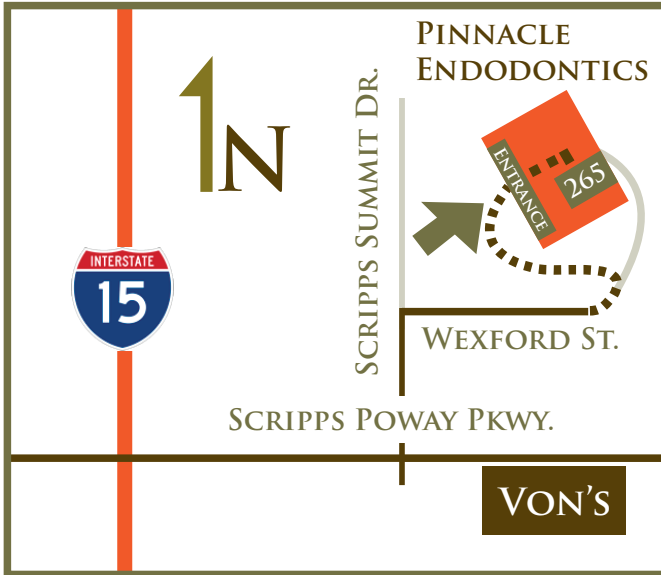 PINNACLE
ENDODONTICS
N
SCRIPPS SUMMIT DR.
ENTRANCE
265
INTERSTATE
15
WEXFORD ST.
SCRIPPS POWAY PKWY.
VON'S